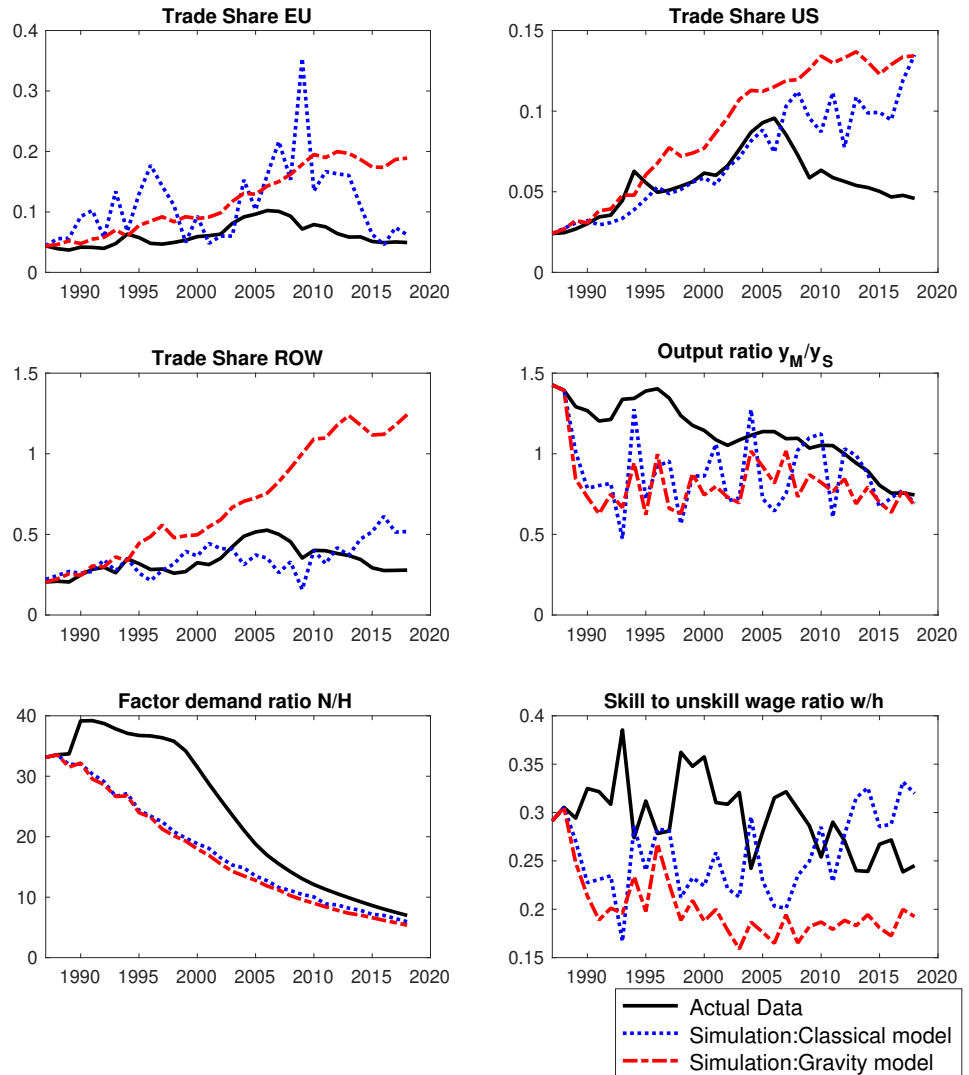 Trade Share EU
0.4
0.3
0.2
0.1
0
1990 1995 2000 2005 2010 2015 2020
Trade Share US
0.15
0.1
0.05
0
1990 1995 2000 2005 2010 2015 2020
Trade Share ROW
1.5
1
0.5
0
1990 1995 2000 2005 2010 2015 2020
Output ratio y_M/y_S
1.5
1
0.5
0
1990 1995 2000 2005 2010 2015 2020
Factor demand ratio N/H
40
30
20
10
0
1990 1995 2000 2005 2010 2015 2020
Skill to unskill wage ratio w/h
0.4
0.35
0.3
0.25
0.2
0.15
1990 1995 2000 2005 2010 2015 2020
Actual Data
Simulation:Classical model
Simulation:Gravity model